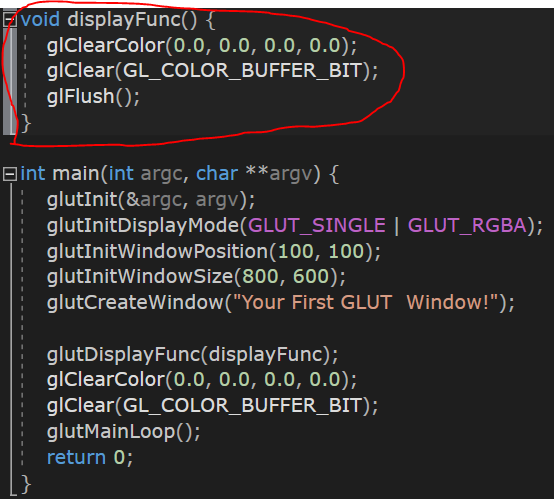 void displayFunc() {
glClearColor(0.0, 0.0, 0.0, 0.0);
glClear(GL_COLOR_BUFFER_BIT);
glFlush();
}
int main(int argc, char **argv) {
glutInit(&argc, argv);
glutInitDisplayMode(GLUT_SINGLE | GLUT_RGBA);
glutInitWindowPosition(100, 100);
glutInitWindowSize(800, 600);
glutCreateWindow("Your First GLUT  Window!");
glutDisplayFunc(displayFunc);
glClearColor(0.0, 0.0, 0.0, 0.0);
glClear(GL_COLOR_BUFFER_BIT);
glutMainLoop();
return 0;
}